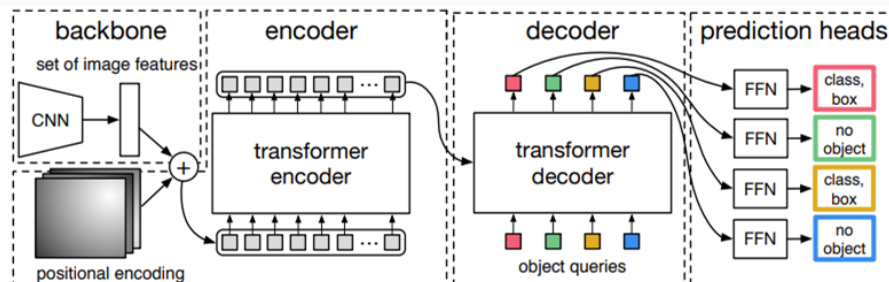 backbone
set of image features
CNN
+
positional encoding
encoder
...
transformer
encoder
decoder
transformer
decoder
object queries
prediction heads
FFN
class,
box
FFN
no
object
FFN
class,
box
FFN
no
object
...